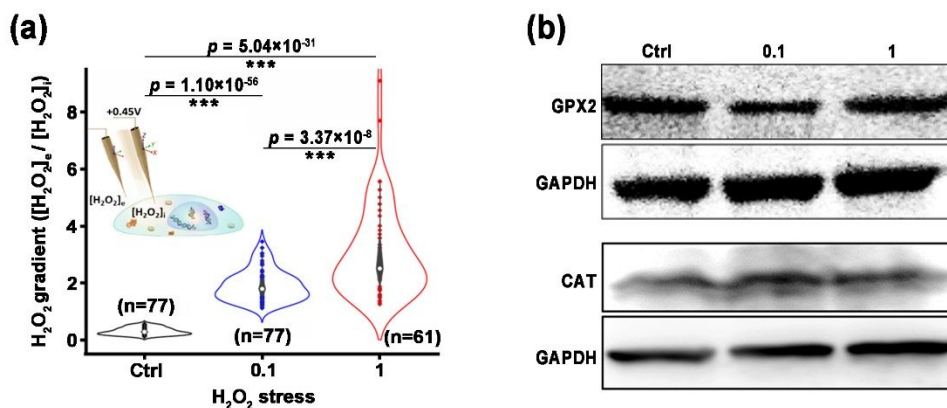 (a)
p = 5.04×10⁻³¹
***
p = 1.10×10⁻⁵⁶
***
p = 3.37×10⁻⁸
***
+0.45V
[H₂O₂]ₑ
[H₂O₂]ᵢ
H₂O₂ gradient ([H₂O₂]ₑ / [H₂O₂]ᵢ)
8
6
4
2
0
(n=77)
(n=77)
(n=61)
Ctrl 0.1 1
H₂O₂ stress
(b)
Ctrl 0.1 1
GPX2
GAPDH
CAT
GAPDH